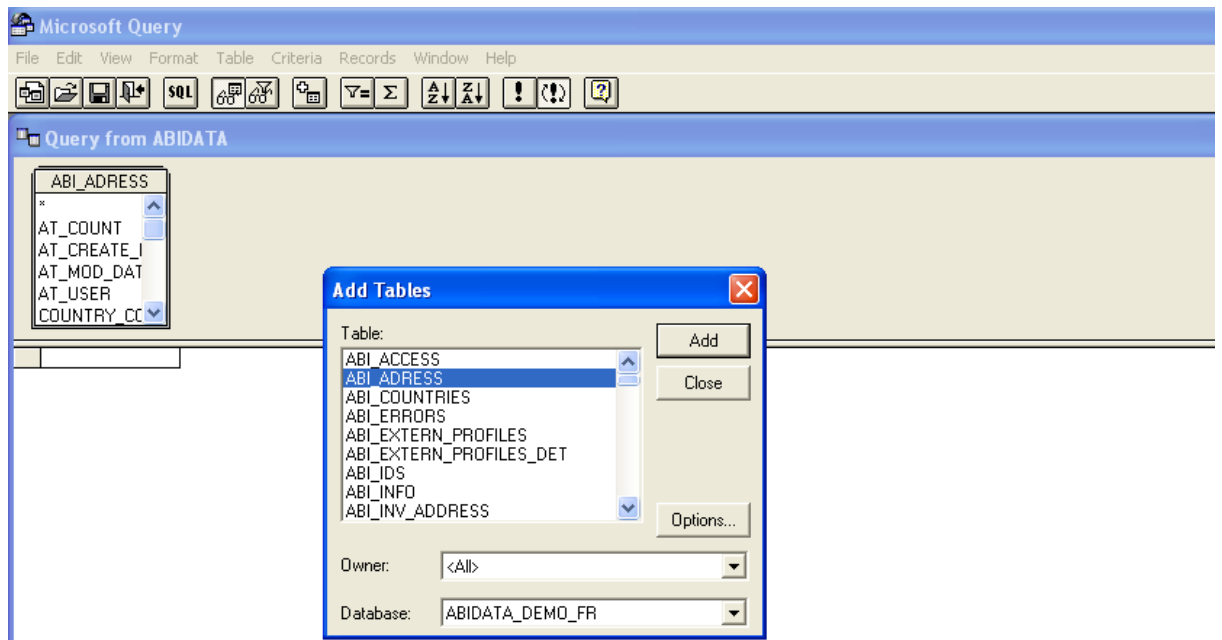 Microsoft Query
File Edit View Format Table Criteria Records Window Help
SQL
Query from ABIDATA
ABI_ADRESS
*
AT_COUNT
AT_CREATE_
AT_MOD_DAT
AT_USER
COUNTRY_CC
Add Tables
Table:
ABI_ACCESS
ABI_ADRESS
ABI_COUNTRIES
ABI_ERRORS
ABI_EXTERN_PROFILES
ABI_EXTERN_PROFILES_DET
ABI_IDS
ABI_INFO
ABI_INV_ADDRESS
Add
Close
Options...
Owner: <All>
Database: ABIDATA_DEMO_FR